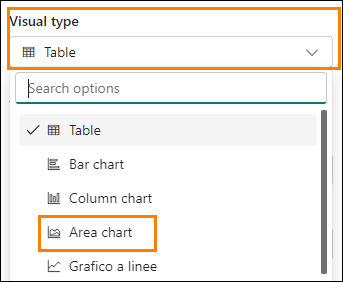 Visual type
Table
Search options
Table
Bar chart
Column chart
Area chart
Grafico a linee